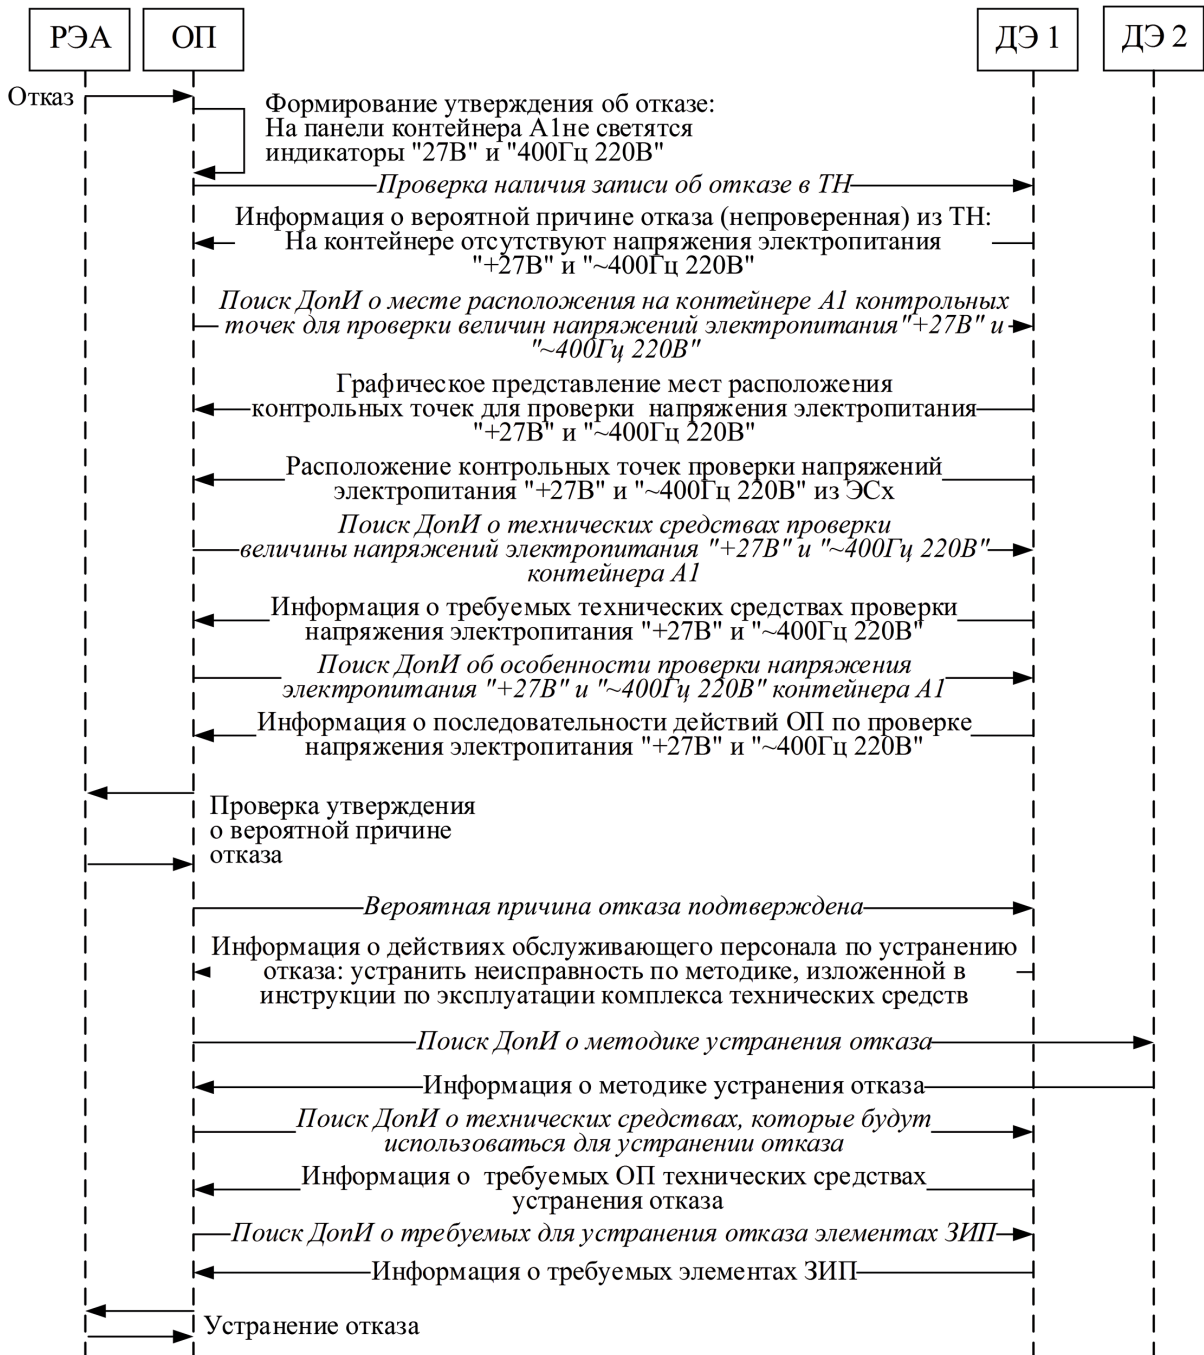 РЭА
ОП
ДЭ 1
ДЭ 2
Отказ
Формирование утверждения об отказе:
На панели контейнера А1не светятся
индикаторы "27В" и "400Гц 220В"
Проверка наличия записи об отказе в ТН
Информация о вероятной причине отказа (непроверенная) из ТН:
На контейнере отсутствуют напряжения электропитания
"+27В" и "~400Гц 220В"
Поиск ДопИ о месте расположения на контейнере А1 контрольных
точек для проверки величин напряжений электропитания"+27В" и
"~400Гц 220В"
Графическое представление мест расположения
контрольных точек для проверки напряжения электропитания
"+27В" и "~400Гц 220В"
Расположение контрольных точек проверки напряжений
электропитания "+27В" и "~400Гц 220В" из ЭСх
Поиск ДопИ о технических средствах проверки
величины напряжений электропитания "+27В" и "~400Гц 220В"
контейнера А1
Информация о требуемых технических средствах проверки
напряжения электропитания "+27В" и "~400Гц 220В"
Поиск ДопИ об особенности проверки напряжения
электропитания "+27В" и "~400Гц 220В" контейнера А1
Информация о последовательности действий ОП по проверке
напряжения электропитания "+27В" и "~400Гц 220В"
Проверка утверждения
о вероятной причине
отказа
Вероятная причина отказа подтверждена
Информация о действиях обслуживающего персонала по устранению
отказа: устранить неисправность по методике, изложенной в
инструкции по эксплуатации комплекса технических средств
Поиск ДопИ о методике устранения отказа
Информация о методике устранения отказа
Поиск ДопИ о технических средствах, которые будут
использоваться для устранении отказа
Информация о требуемых ОП технических средствах
устранения отказа
Поиск ДопИ о требуемых для устранения отказа элементах ЗИП
Информация о требуемых элементах ЗИП
Устранение отказа